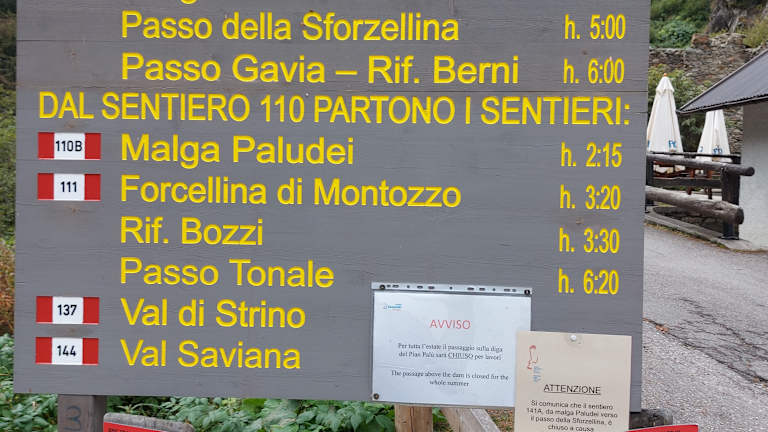 Passo della Sforzellina h. 5:00
Passo Gavia – Rif. Berni h. 6:00
DAL SENTIERO 110 PARTONO I SENTIERI:
110B Malga Paludei h. 2:15
111 Forcellina di Montozzo h. 3:20
Rif. Bozzi h. 3:30
Passo Tonale h. 6:20
137 Val di Strino
144 Val Saviana
AVVISO
Per tutta l'estate il passaggio sulla diga
del Pian Palù sarà CHIUSO per lavori
The passage above the dam is closed for the
whole summer
ATTENZIONE
Si comunica che il sentiero
141A, da malga Paludei verso
il passo della Sforzellina, è
chiuso a causa
3